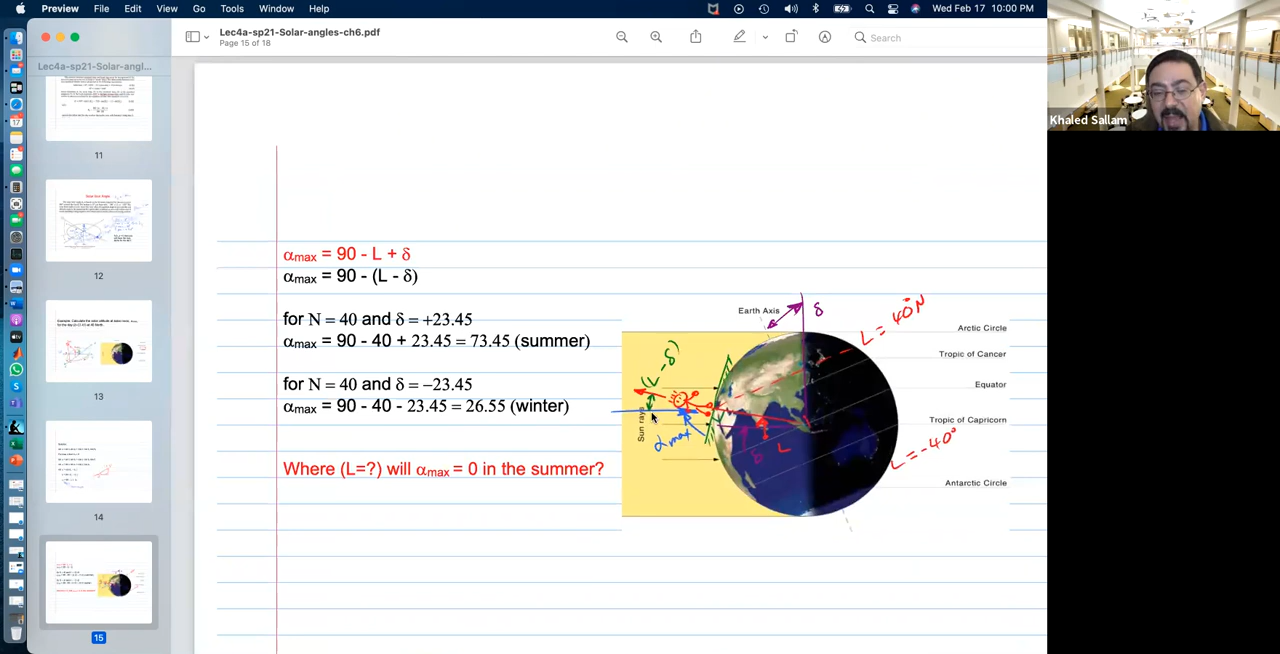 Preview File Edit View Go Tools Window Help
Wed Feb 17 10:00 PM
Lec4a-sp21-Solar-angles-ch6.pdf
Page 15 of 18
Search
Lec4a-sp21-Solar-angl...
11
12
13
14
15
Khaled Sallam
αmax = 90 - L + δ
αmax = 90 - (L - δ)
for N = 40 and δ = +23.45
αmax = 90 - 40 + 23.45 = 73.45 (summer)
for N = 40 and δ = −23.45
αmax = 90 - 40 - 23.45 = 26.55 (winter)
Where (L=?) will αmax = 0 in the summer?
Earth Axis
δ
L = 40°N
Arctic Circle
Tropic of Cancer
Equator
Tropic of Capricorn
L = -40°
Antarctic Circle
(L - δ)
Sun rays
αmax
δ
L